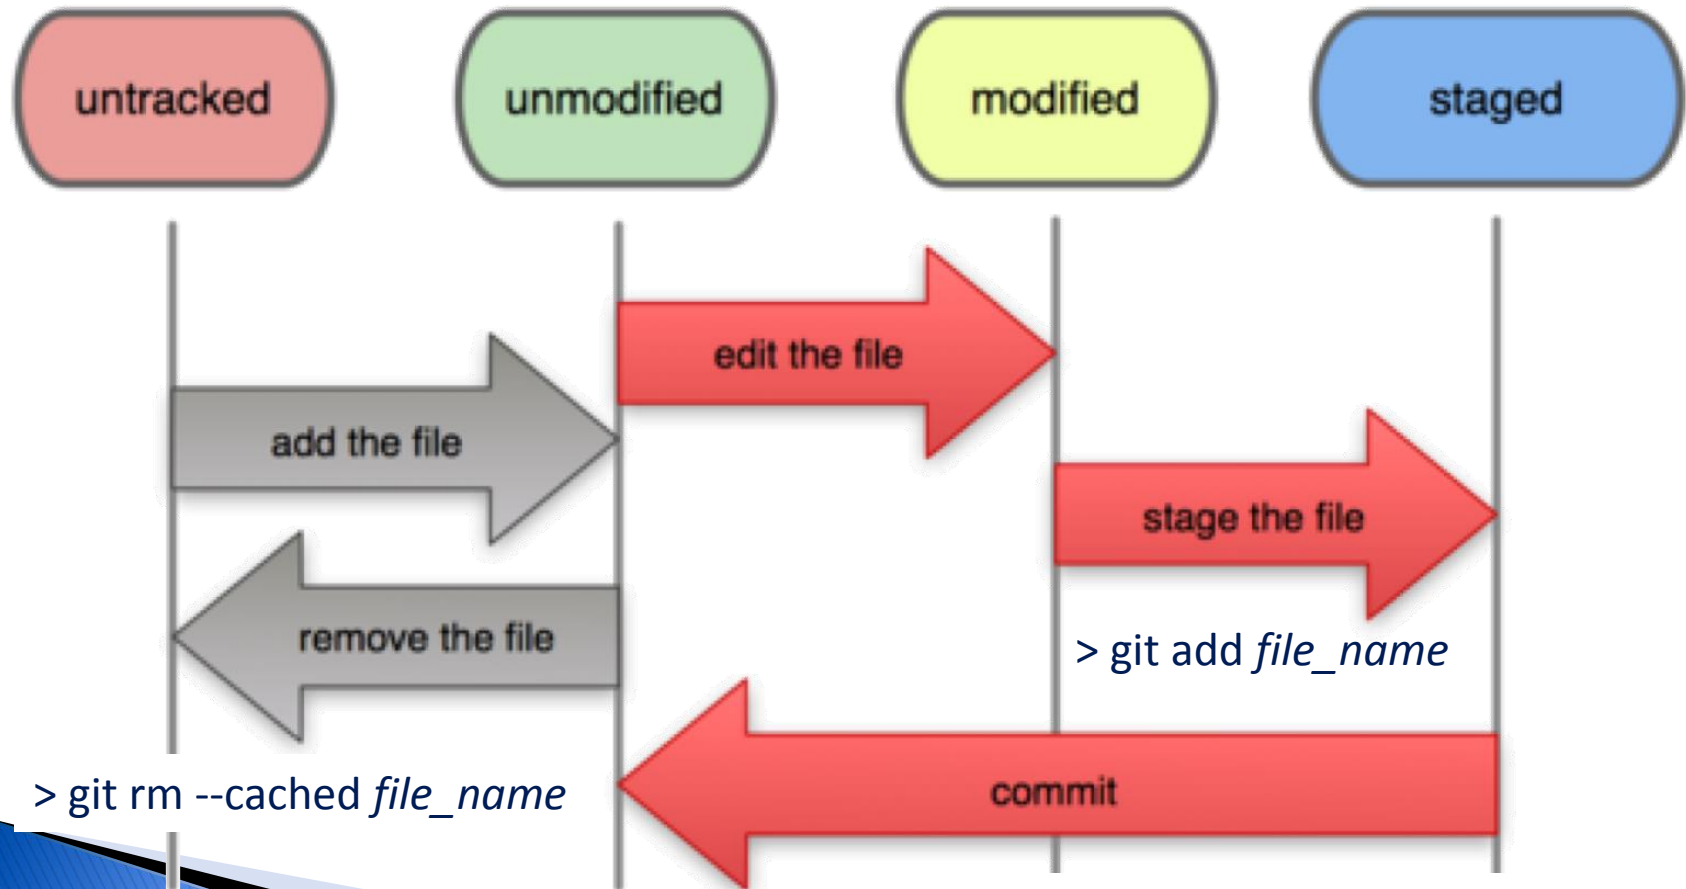 untracked
unmodified
modified
staged
edit the file
add the file
stage the file
remove the file
> git add file_name
> git rm --cached file_name
commit